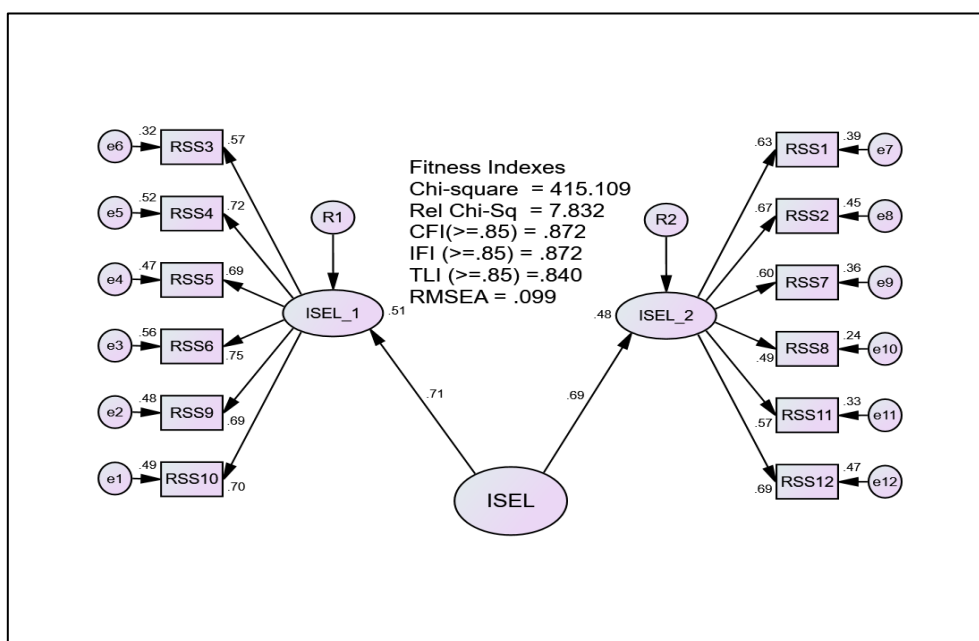 Fitness Indexes
Chi-square = 415.109
Rel Chi-Sq = 7.832
CFI(>=.85) = .872
IFI (>=.85) = .872
TLI (>=.85) =.840
RMSEA = .099
e6 .32 RSS3 .57
e5 .52 RSS4 .72
e4 .47 RSS5 .69
e3 .56 RSS6 .75
e2 .48 RSS9 .69
e1 .49 RSS10 .70
R1
ISEL_1 .51
.71
ISEL
.69
R2
.48 ISEL_2
.63 RSS1 .39 e7
.67 RSS2 .45 e8
.60 RSS7 .36 e9
.49 RSS8 .24 e10
.57 RSS11 .33 e11
.69 RSS12 .47 e12